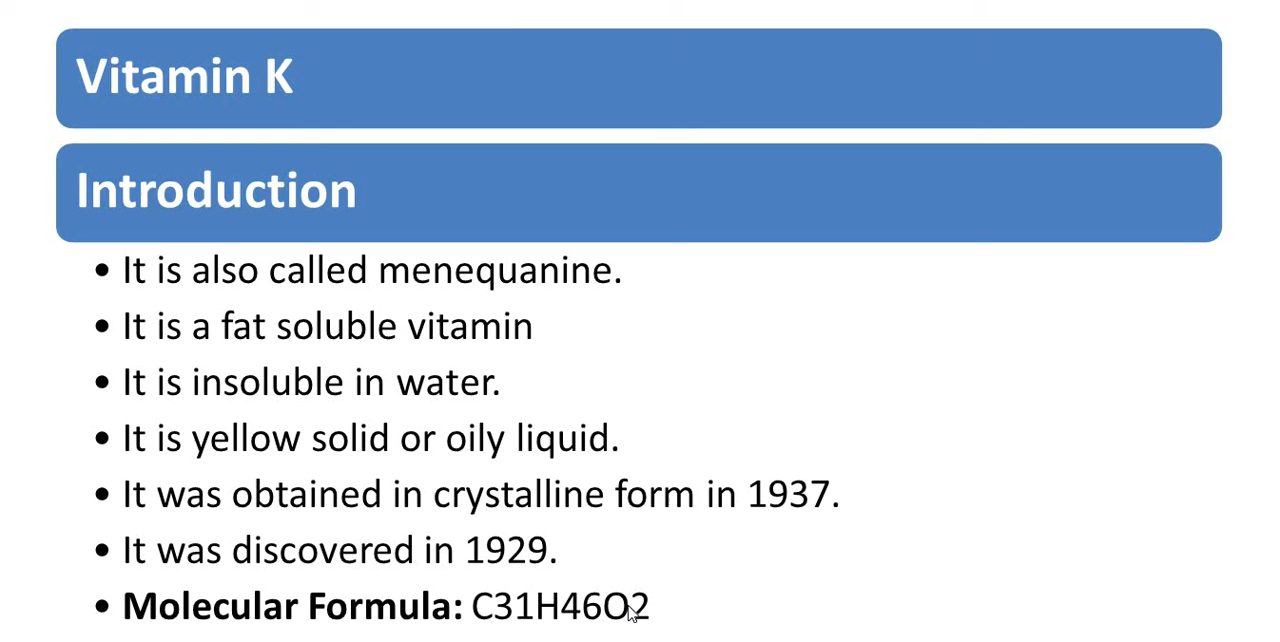 Vitamin K
Introduction
• It is also called menequanine.
• It is a fat soluble vitamin
• It is insoluble in water.
• It is yellow solid or oily liquid.
• It was obtained in crystalline form in 1937.
• It was discovered in 1929.
• Molecular Formula: C31H46O2